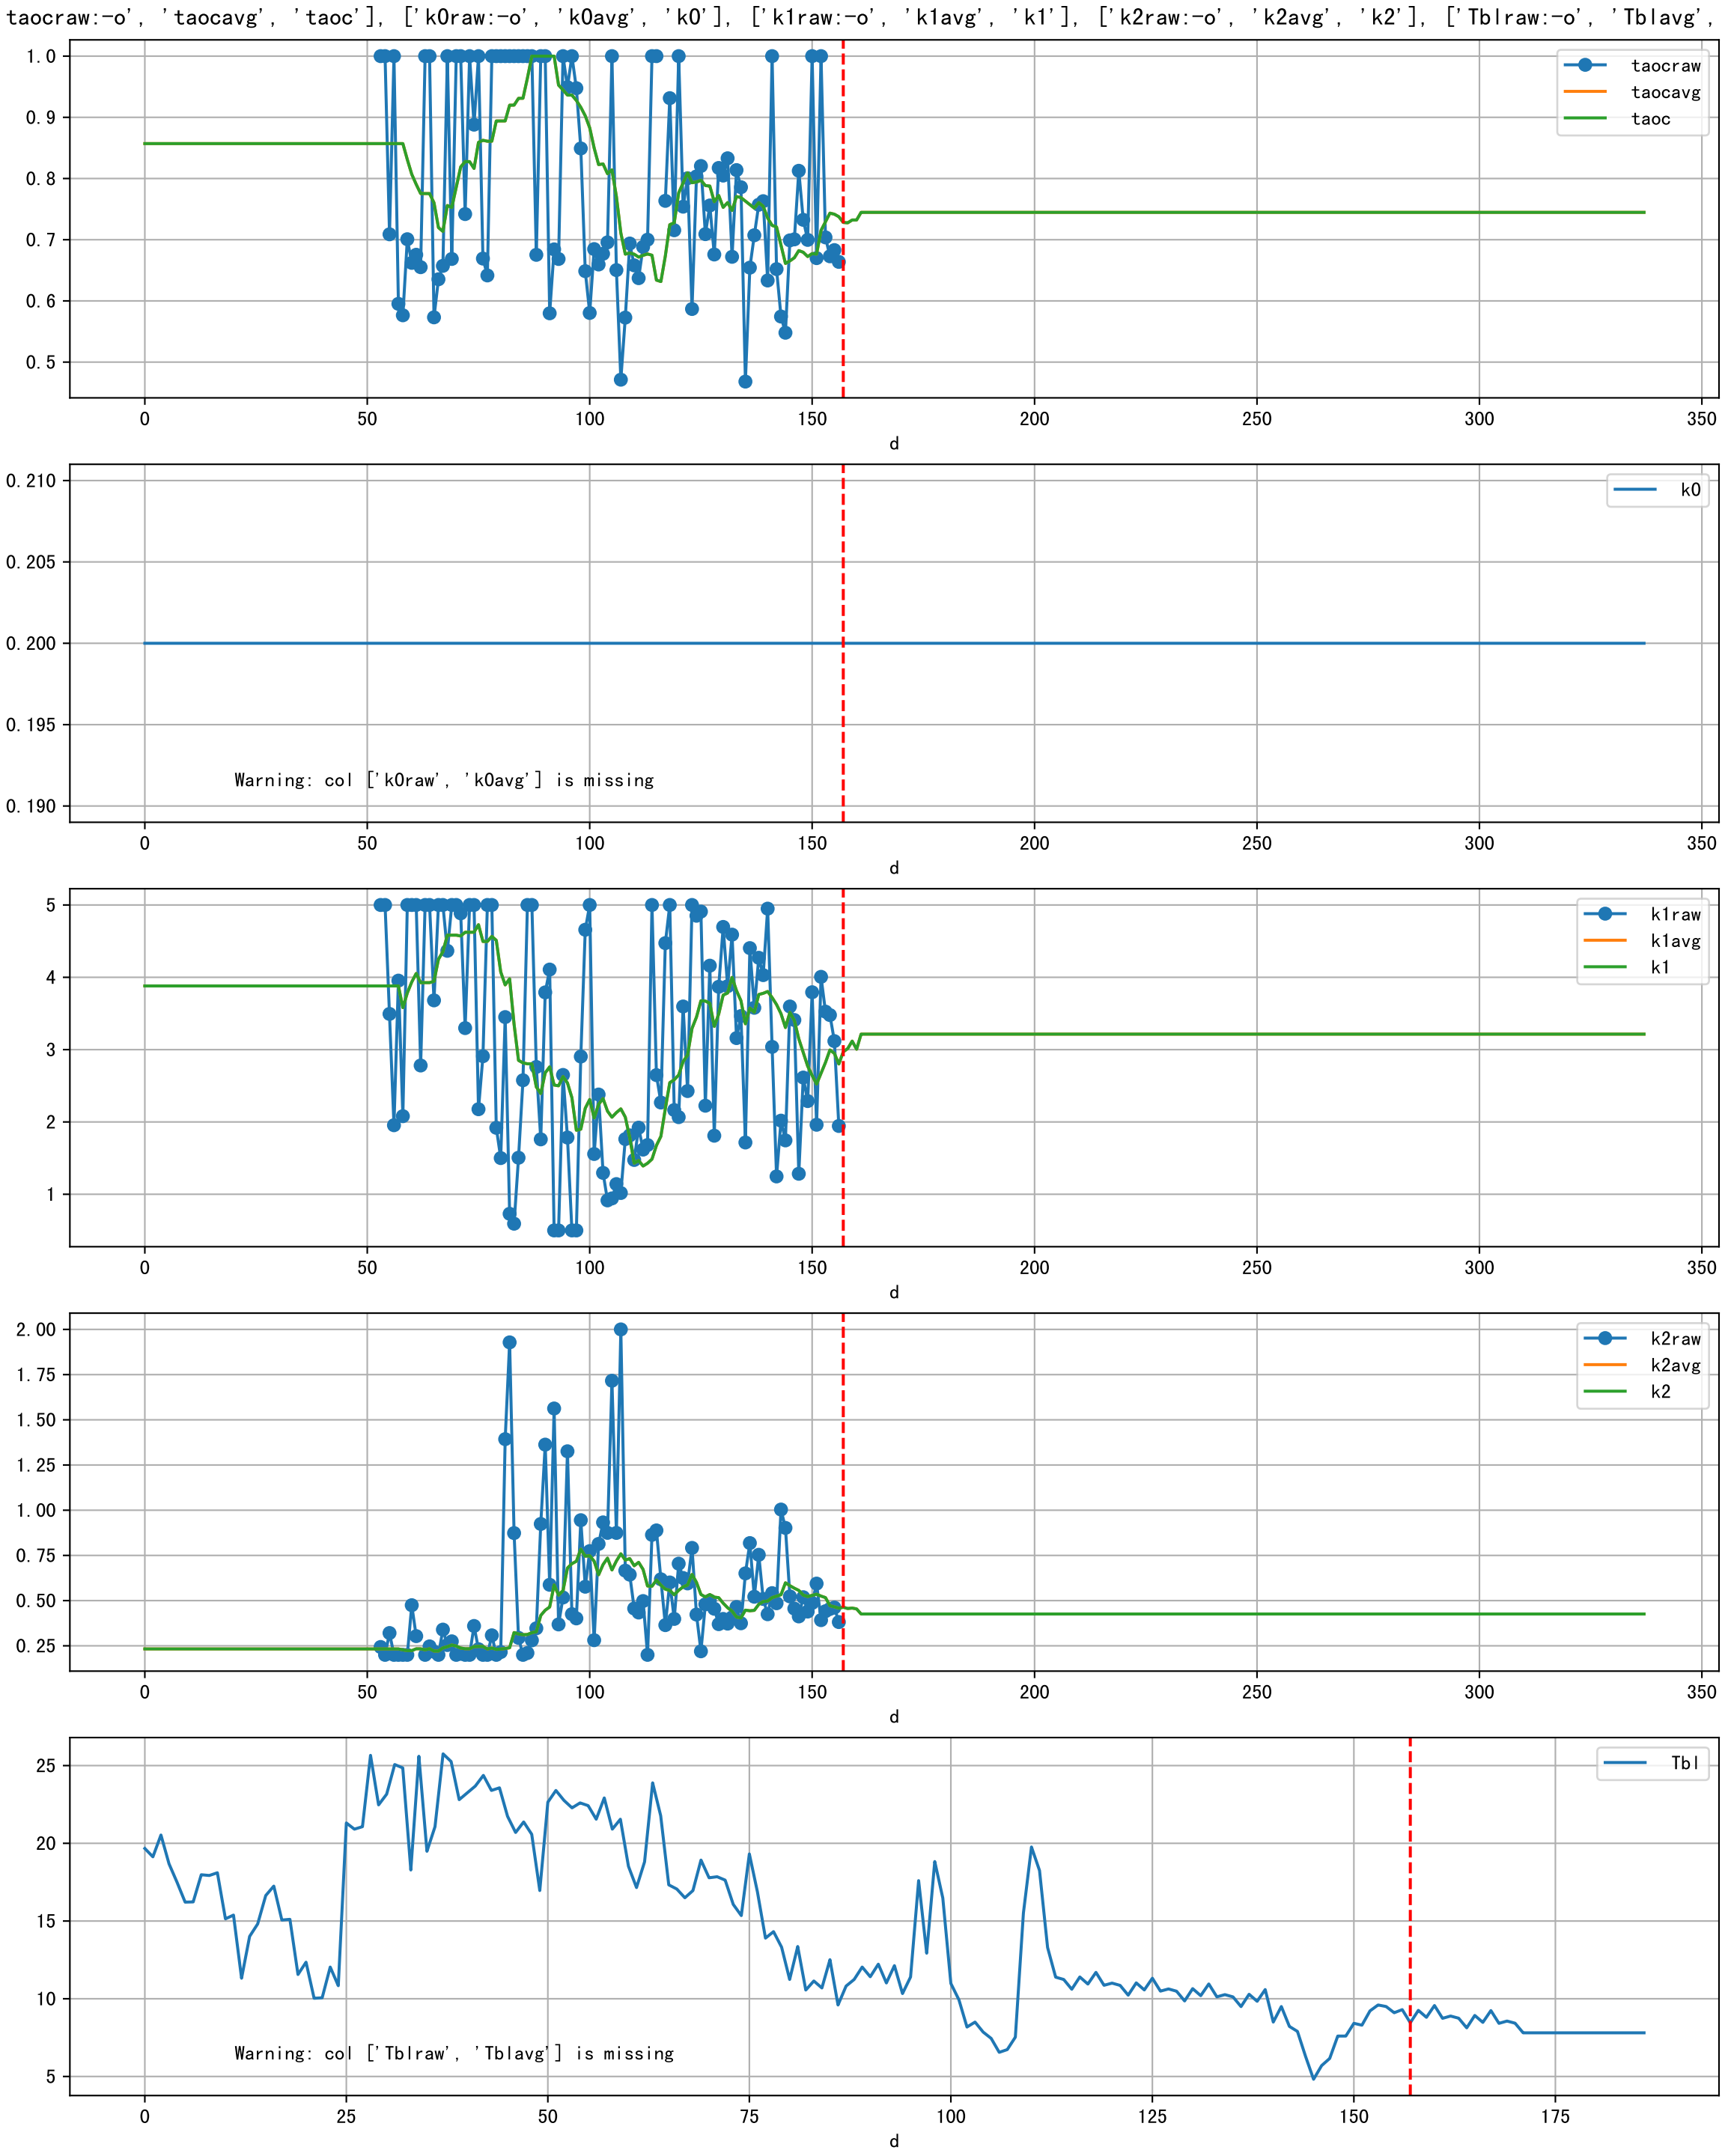 taocraw:-o', 'taocavg', 'taoc'], ['k0raw:-o', 'k0avg', 'k0'], ['k1raw:-o', 'k1avg', 'k1'], ['k2raw:-o', 'k2avg', 'k2'], ['Tblraw:-o', 'Tblavg',
1.0
0.9
0.8
0.7
0.6
0.5
taocraw
taocavg
taoc
0 50 100 150 200 250 300 350
d
0.210
0.205
0.200
0.195
0.190
k0
Warning: col ['k0raw', 'k0avg'] is missing
0 50 100 150 200 250 300 350
d
5
4
3
2
1
k1raw
k1avg
k1
0 50 100 150 200 250 300 350
d
2.00
1.75
1.50
1.25
1.00
0.75
0.50
0.25
k2raw
k2avg
k2
0 50 100 150 200 250 300 350
d
25
20
15
10
5
Tbl
Warning: col ['Tblraw', 'Tblavg'] is missing
0 25 50 75 100 125 150 175
d